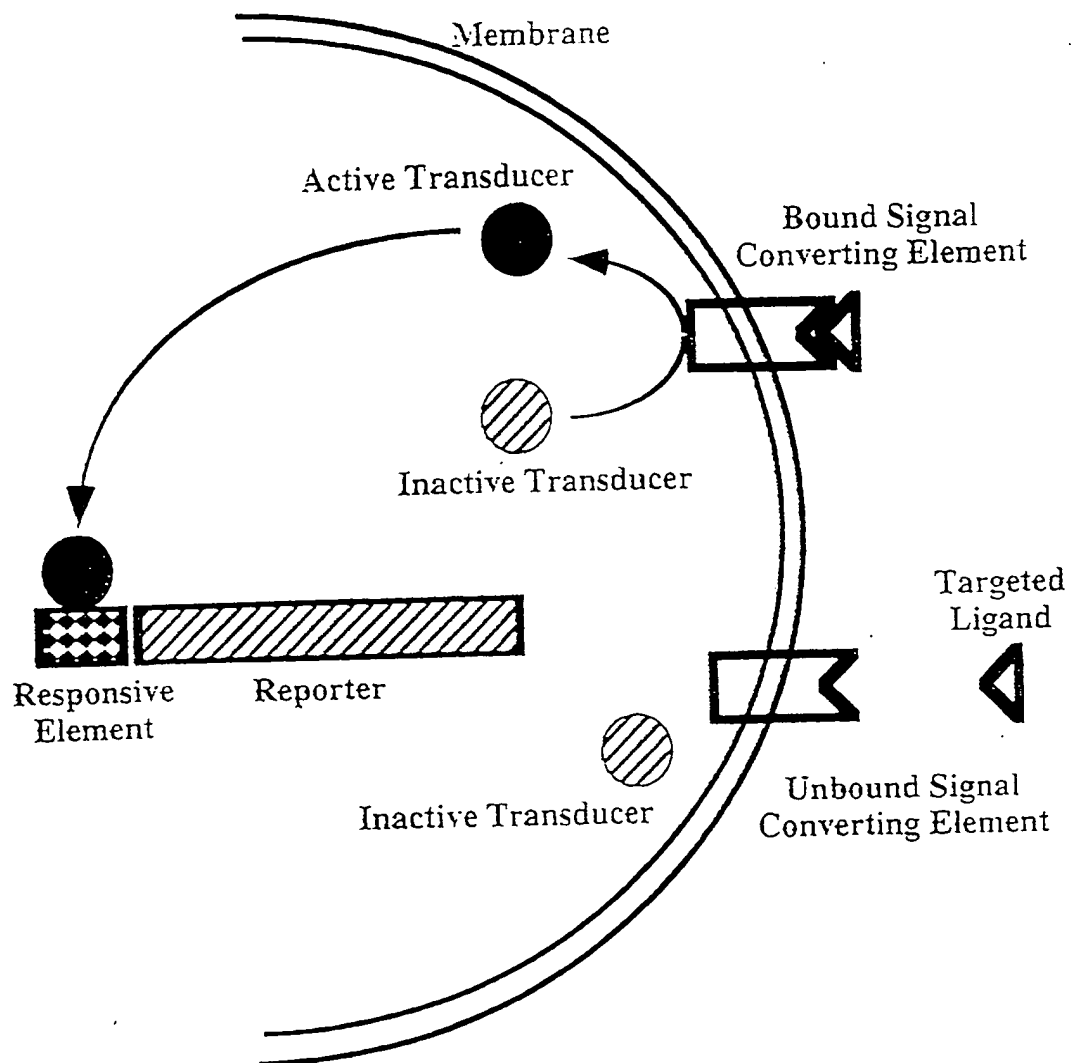 Membrane
Active Transducer
Bound Signal
Converting Element
Inactive Transducer
Targeted
Ligand
Responsive
Element
Reporter
Inactive Transducer
Unbound Signal
Converting Element